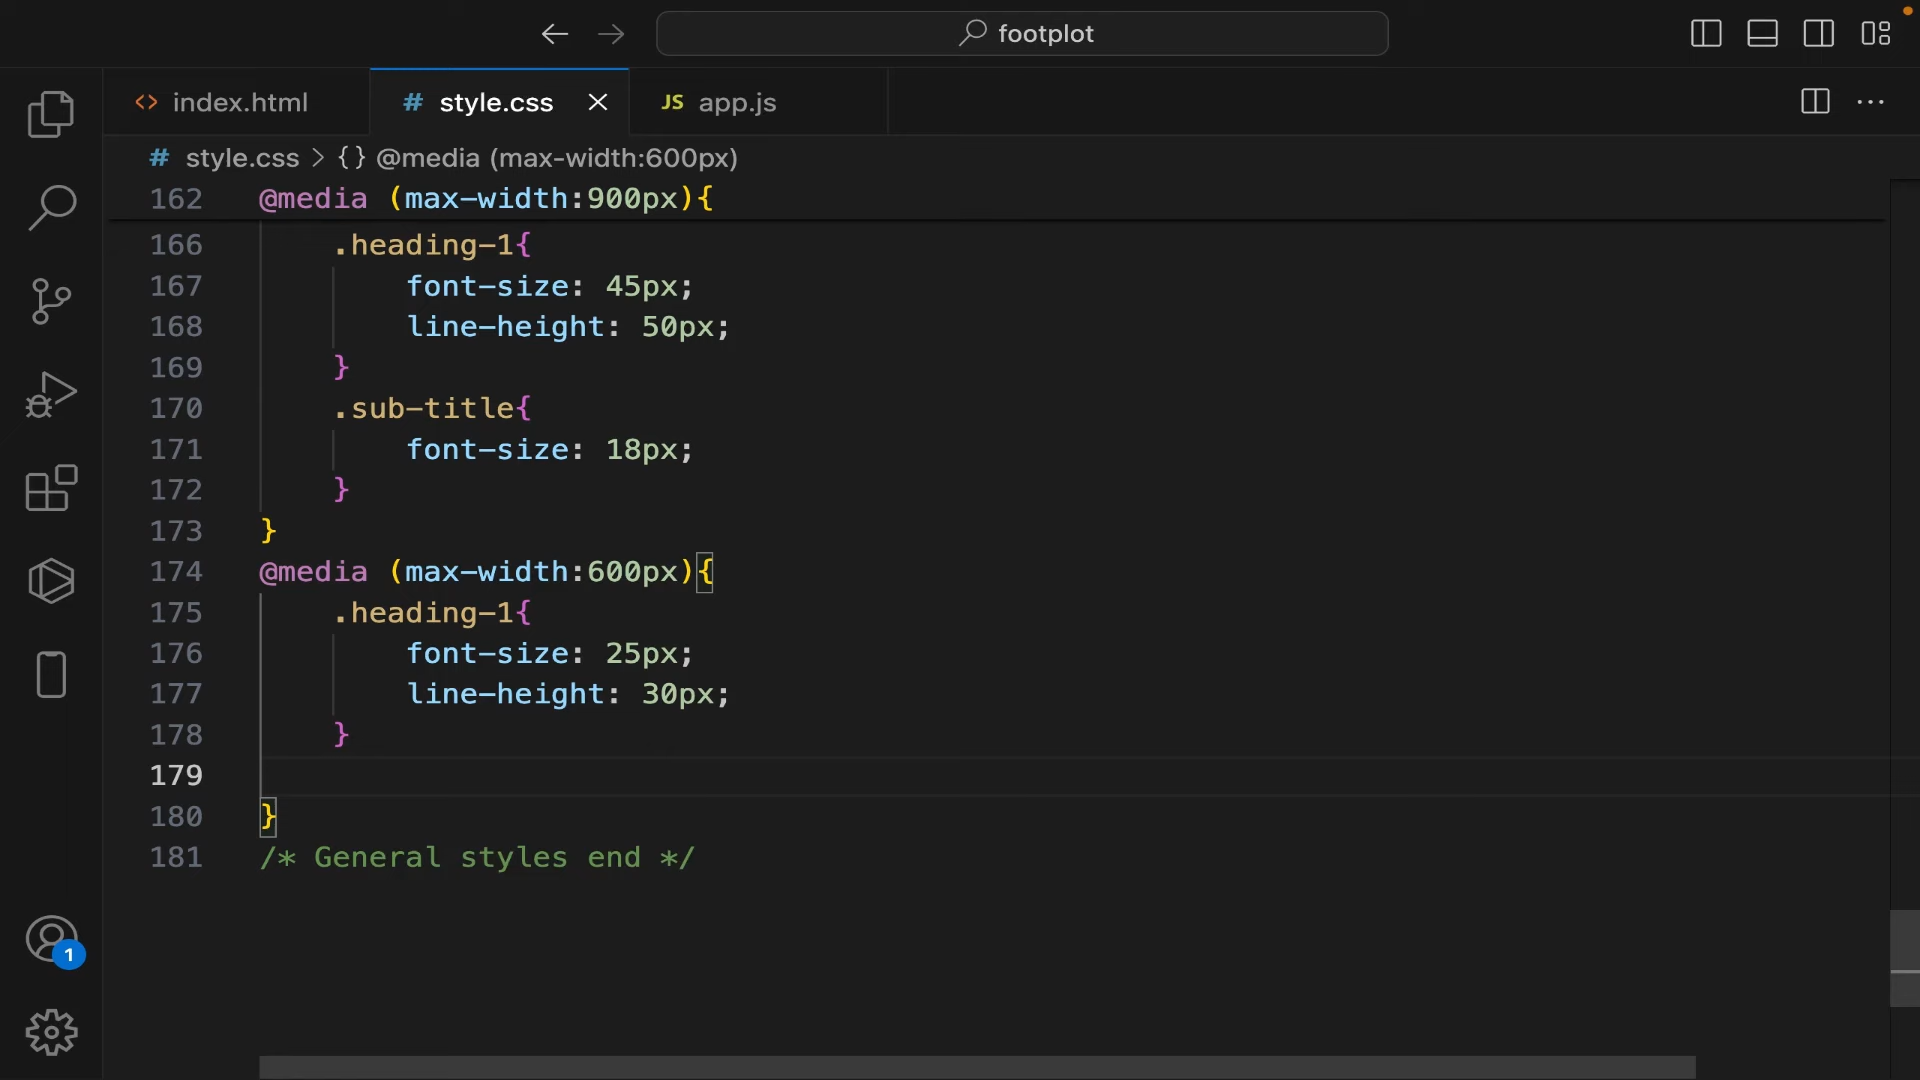 footplot
<> index.html # style.css JS app.js
# style.css > {} @media (max-width:600px)
162 @media (max-width:900px){
166 .heading-1{
167 font-size: 45px;
168 line-height: 50px;
169 }
170 .sub-title{
171 font-size: 18px;
172 }
173 }
174 @media (max-width:600px){
175 .heading-1{
176 font-size: 25px;
177 line-height: 30px;
178 }
179
180 }
181 /* General styles end */
1